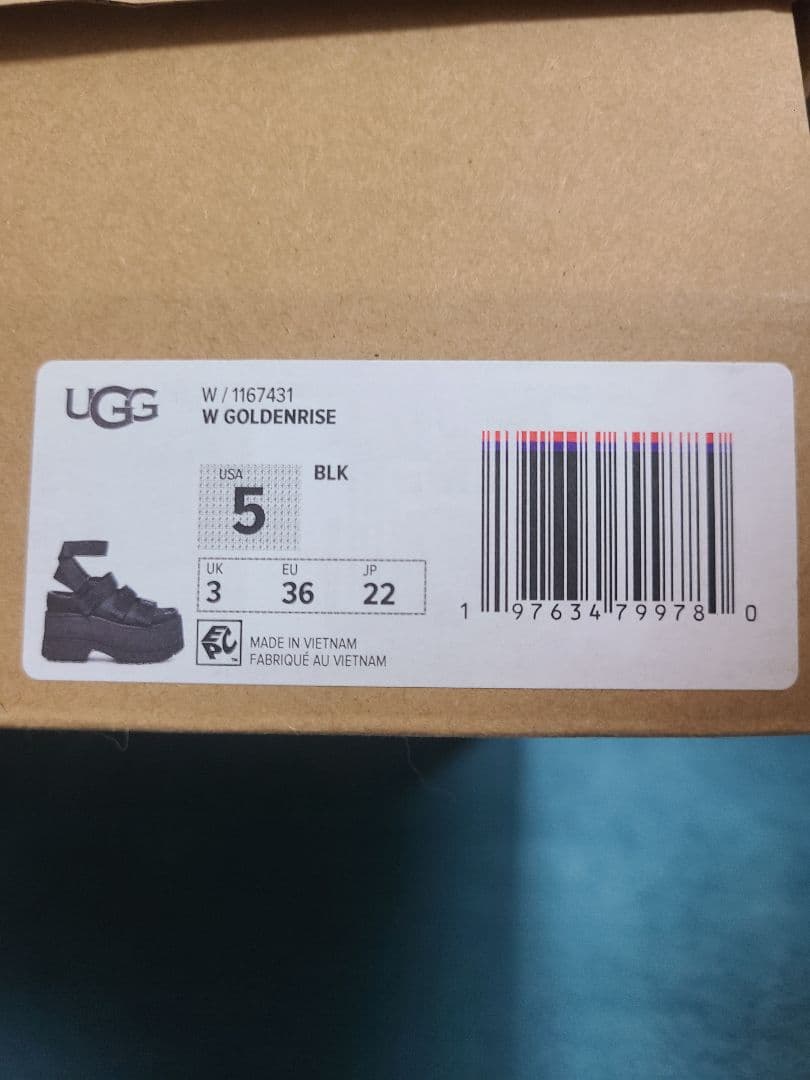 UGG
W / 1167431
W GOLDENRISE
USA
5
BLK
UK EU JP
3 36 22
EPC™
MADE IN VIETNAM
FABRIQUÉ AU VIETNAM
1 97634 79978 0